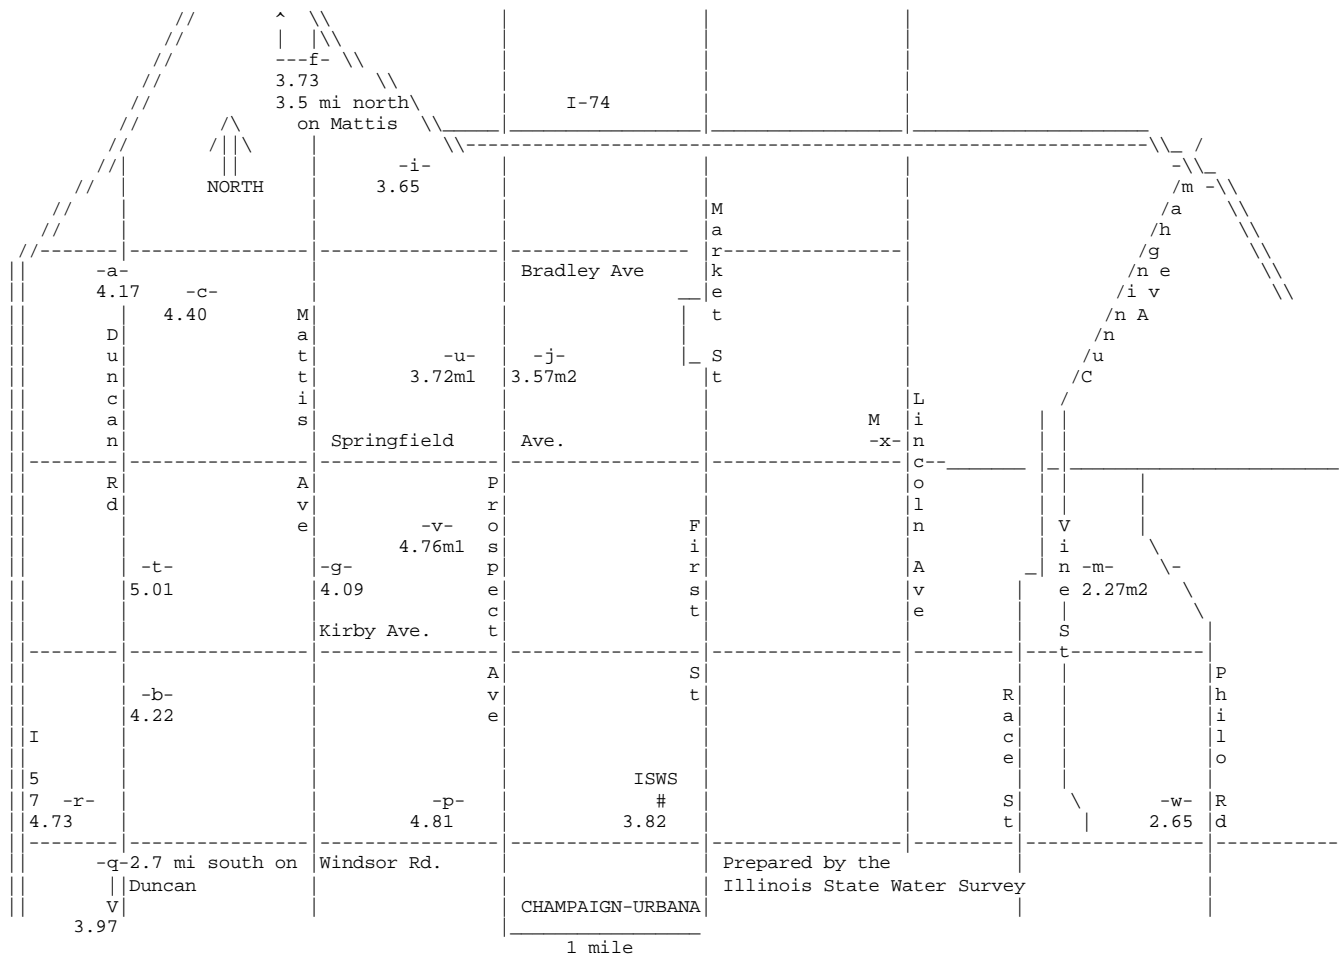 ---f-
3.73
3.5 mi north
I-74
on Mattis
-i-
NORTH
3.65
Market St
Cunningham Ave
-a-
Bradley Ave
4.17
-c-
4.40
Duncan Rd
Mattis Ave
-u-
-j-
3.72m1
3.57m2
Lincoln Ave
M
Springfield
Ave.
-x-
Prospect Ave
First St
Vine St
-v-
4.76m1
-t-
-g-
-m-
5.01
4.09
2.27m2
Kirby Ave.
Philo Rd
Race St
-b-
4.22
I 57
ISWS
-r-
-p-
#
-w-
4.73
4.81
3.82
2.65
-q-2.7 mi south on
Windsor Rd.
Prepared by the
Duncan
Illinois State Water Survey
V
CHAMPAIGN-URBANA
3.97
1 mile